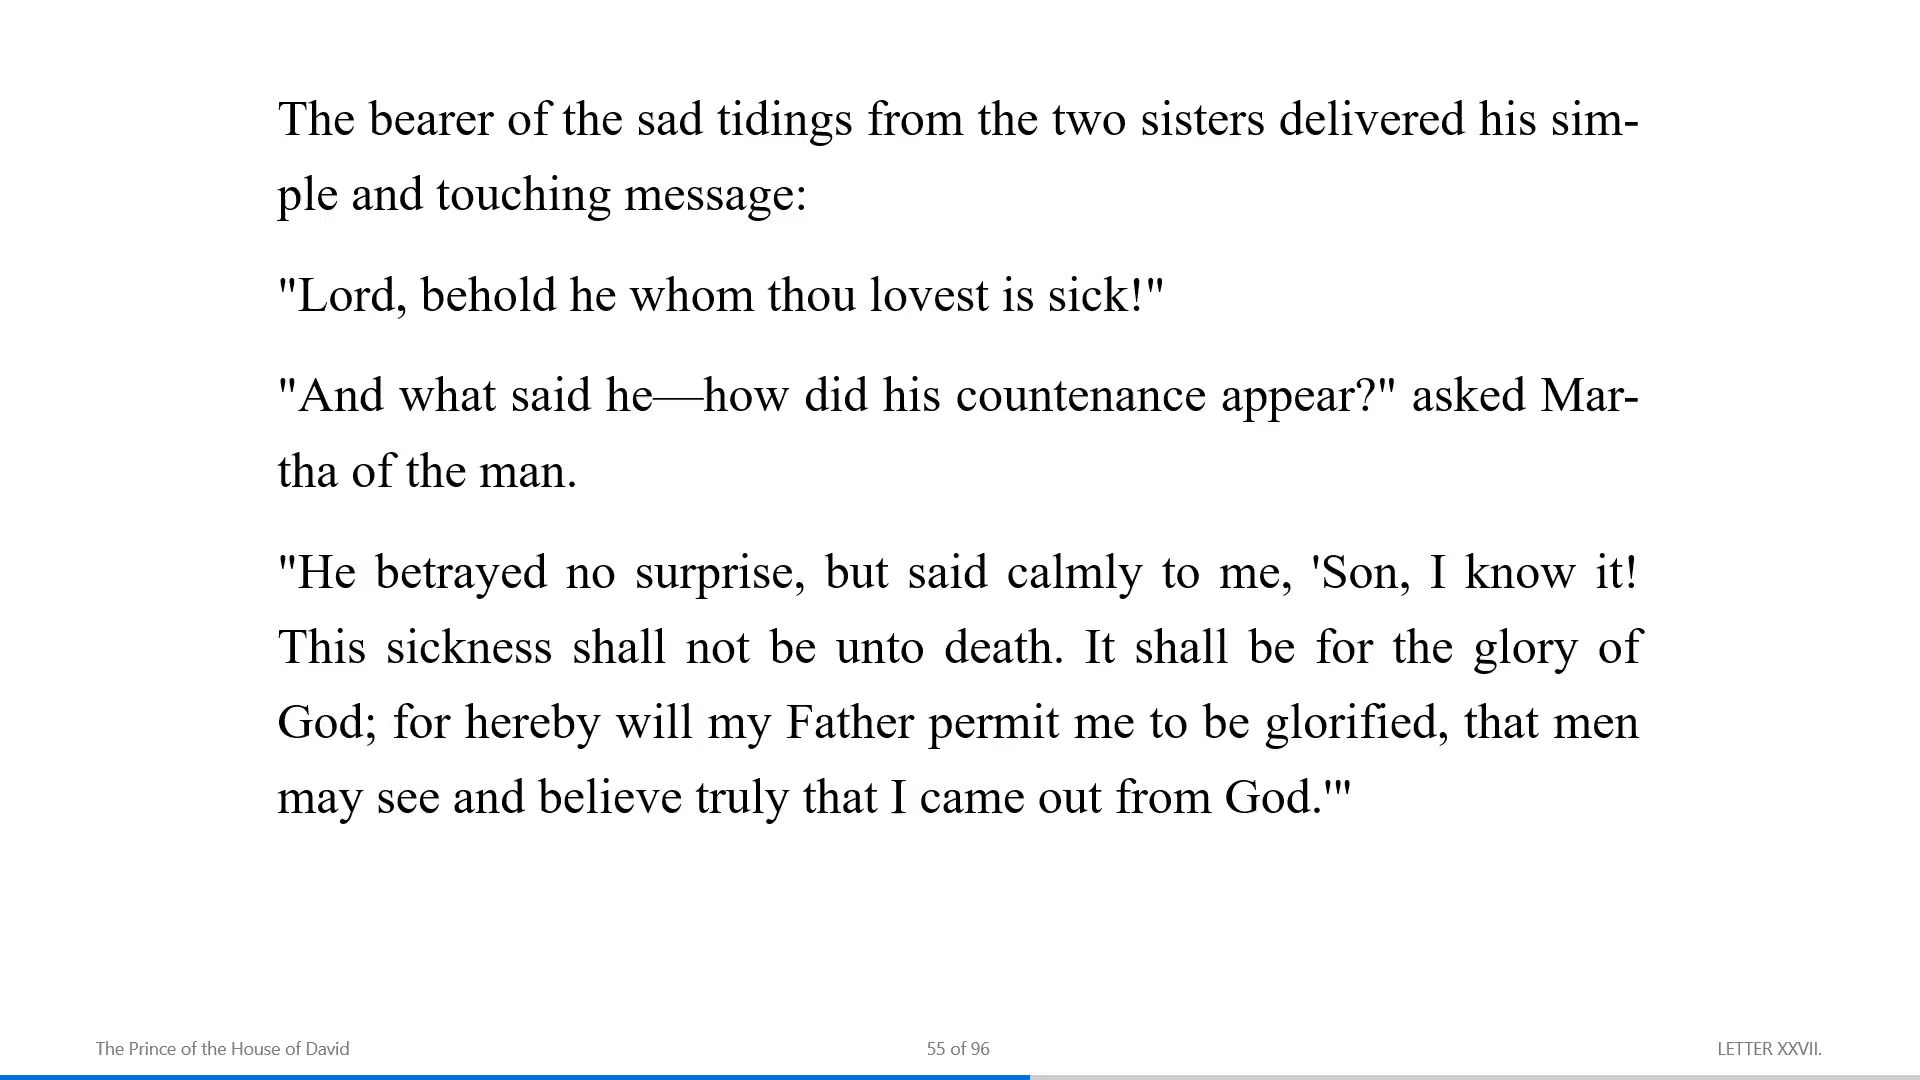 The bearer of the sad tidings from the two sisters delivered his sim-
ple and touching message:
"Lord, behold he whom thou lovest is sick!"
"And what said he—how did his countenance appear?" asked Mar-
tha of the man.
"He betrayed no surprise, but said calmly to me, 'Son, I know it!
This sickness shall not be unto death. It shall be for the glory of
God; for hereby will my Father permit me to be glorified, that men
may see and believe truly that I came out from God.'"
The Prince of the House of David
55 of 96
LETTER XXVII.